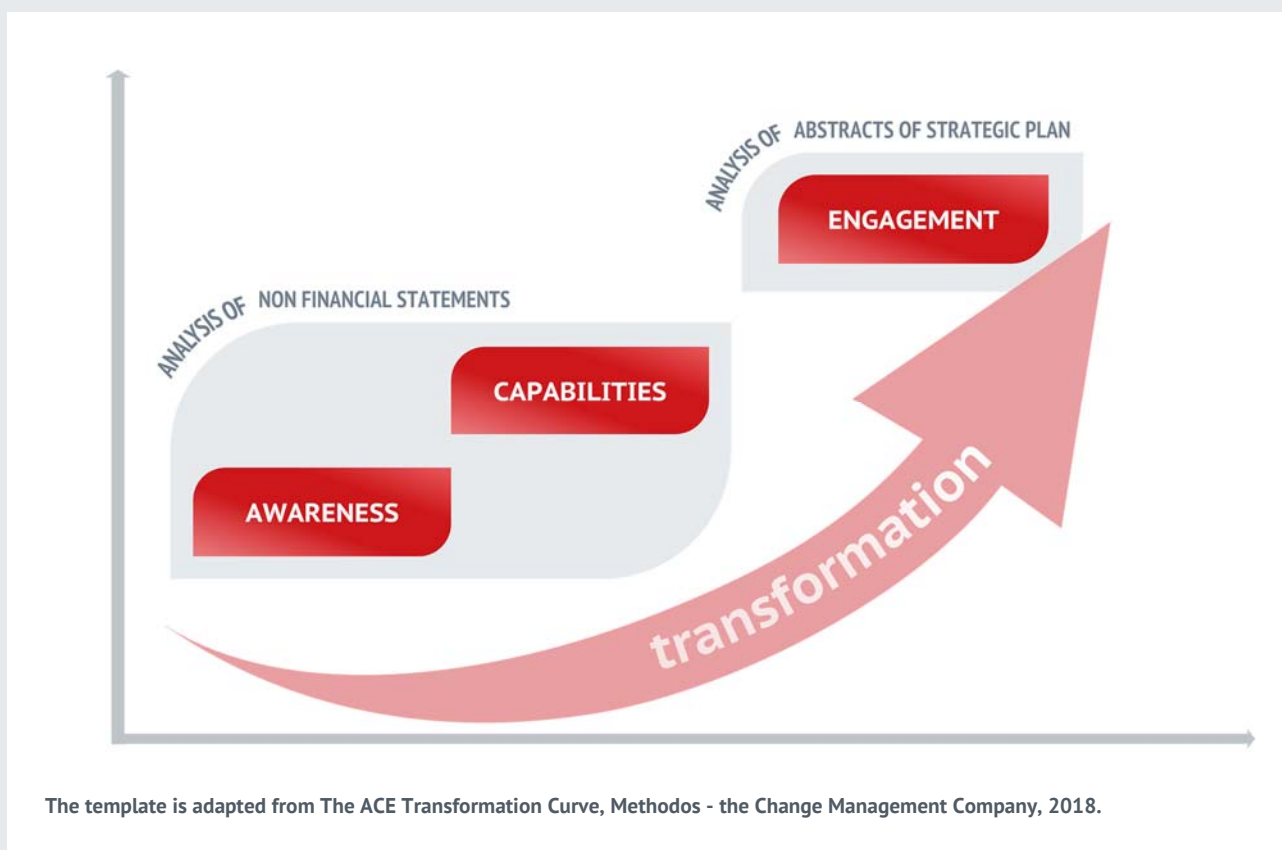 ANALYSIS OF ABSTRACTS OF STRATEGIC PLAN
ENGAGEMENT
ANALYSIS OF NON FINANCIAL STATEMENTS
CAPABILITIES
AWARENESS
transformation
The template is adapted from The ACE Transformation Curve, Methodos - the Change Management Company, 2018.